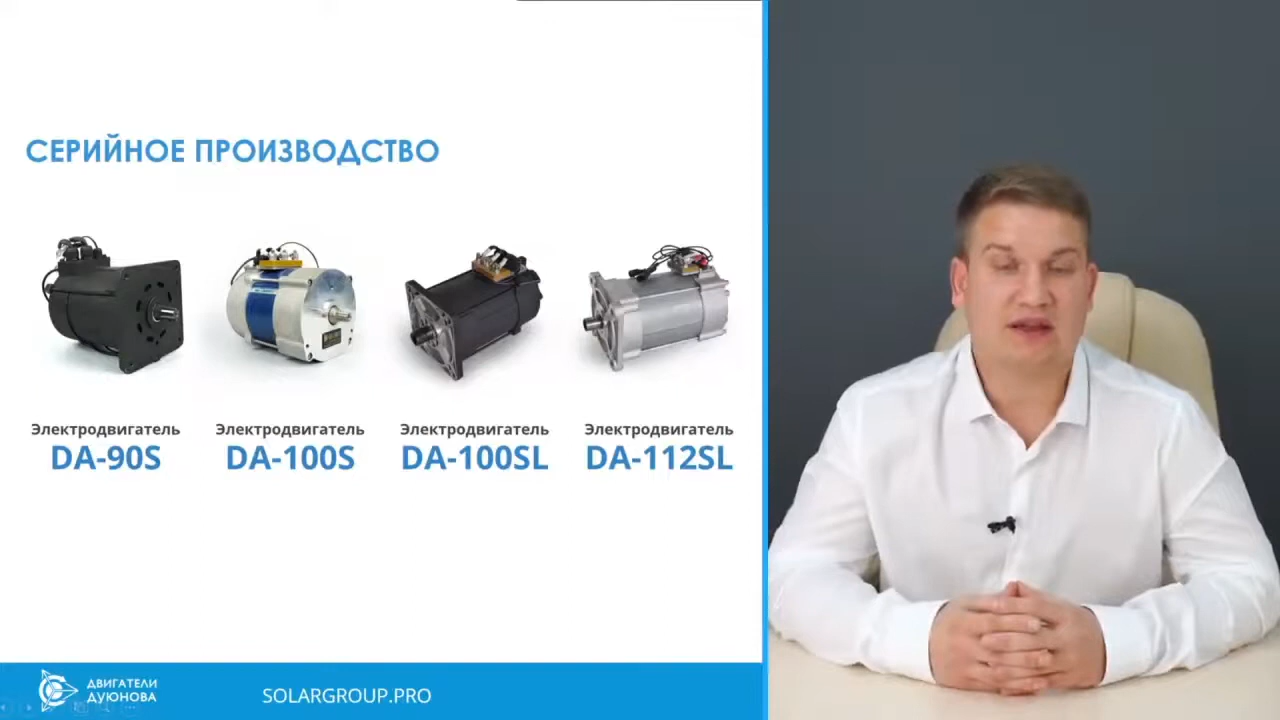 СЕРИЙНОЕ ПРОИЗВОДСТВО
Электродвигатель
DA-90S
Электродвигатель
DA-100S
Электродвигатель
DA-100SL
Электродвигатель
DA-112SL
ДВИГАТЕЛИ
ДУЮНОВА
SOLARGROUP.PRO